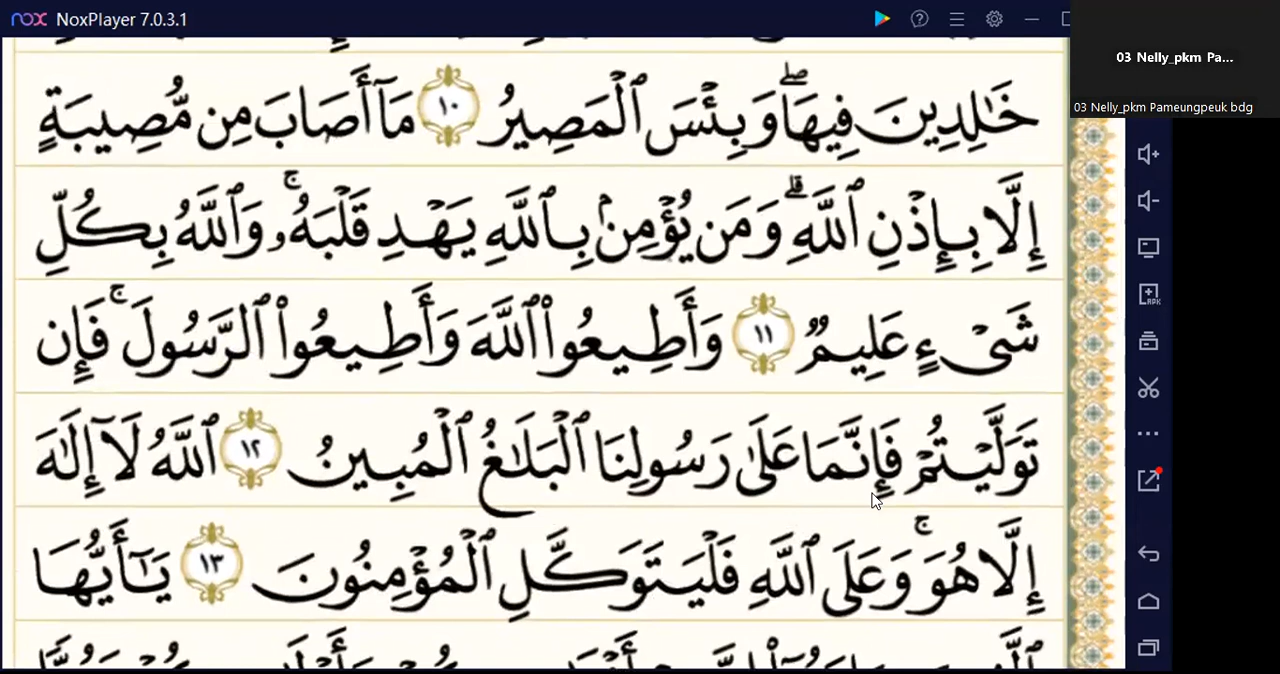 NOX NoxPlayer 7.0.3.1
03 Nelly_pkm Pa...
03 Nelly_pkm Pameungpeuk bdg
خَـٰلِدِينَ فِيهَا ۖ وَبِئْسَ ٱلْمَصِيرُ ١٠ مَآ أَصَابَ مِن مُّصِيبَةٍ
إِلَّا بِإِذْنِ ٱللَّهِ ۗ وَمَن يُؤْمِنۢ بِٱللَّهِ يَهْدِ قَلْبَهُۥ ۚ وَٱللَّهُ بِكُلِّ
شَىْءٍ عَلِيمٌ ١١ وَأَطِيعُوا۟ ٱللَّهَ وَأَطِيعُوا۟ ٱلرَّسُولَ ۚ فَإِن
تَوَلَّيْتُمْ فَإِنَّمَا عَلَىٰ رَسُولِنَا ٱلْبَلَـٰغُ ٱلْمُبِينُ ١٢ ٱللَّهُ لَآ إِلَـٰهَ
إِلَّا هُوَ ۚ وَعَلَى ٱللَّهِ فَلْيَتَوَكَّلِ ٱلْمُؤْمِنُونَ ١٣ يَـٰٓأَيُّهَا